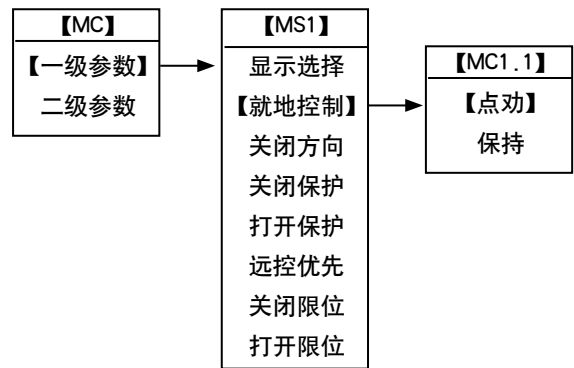 【MC】
【一级参数】
二级参数
【MS1】
显示选择
【就地控制】
关闭方向
关闭保护
打开保护
远控优先
关闭限位
打开限位
【MC1.1】
【点劝】
保持